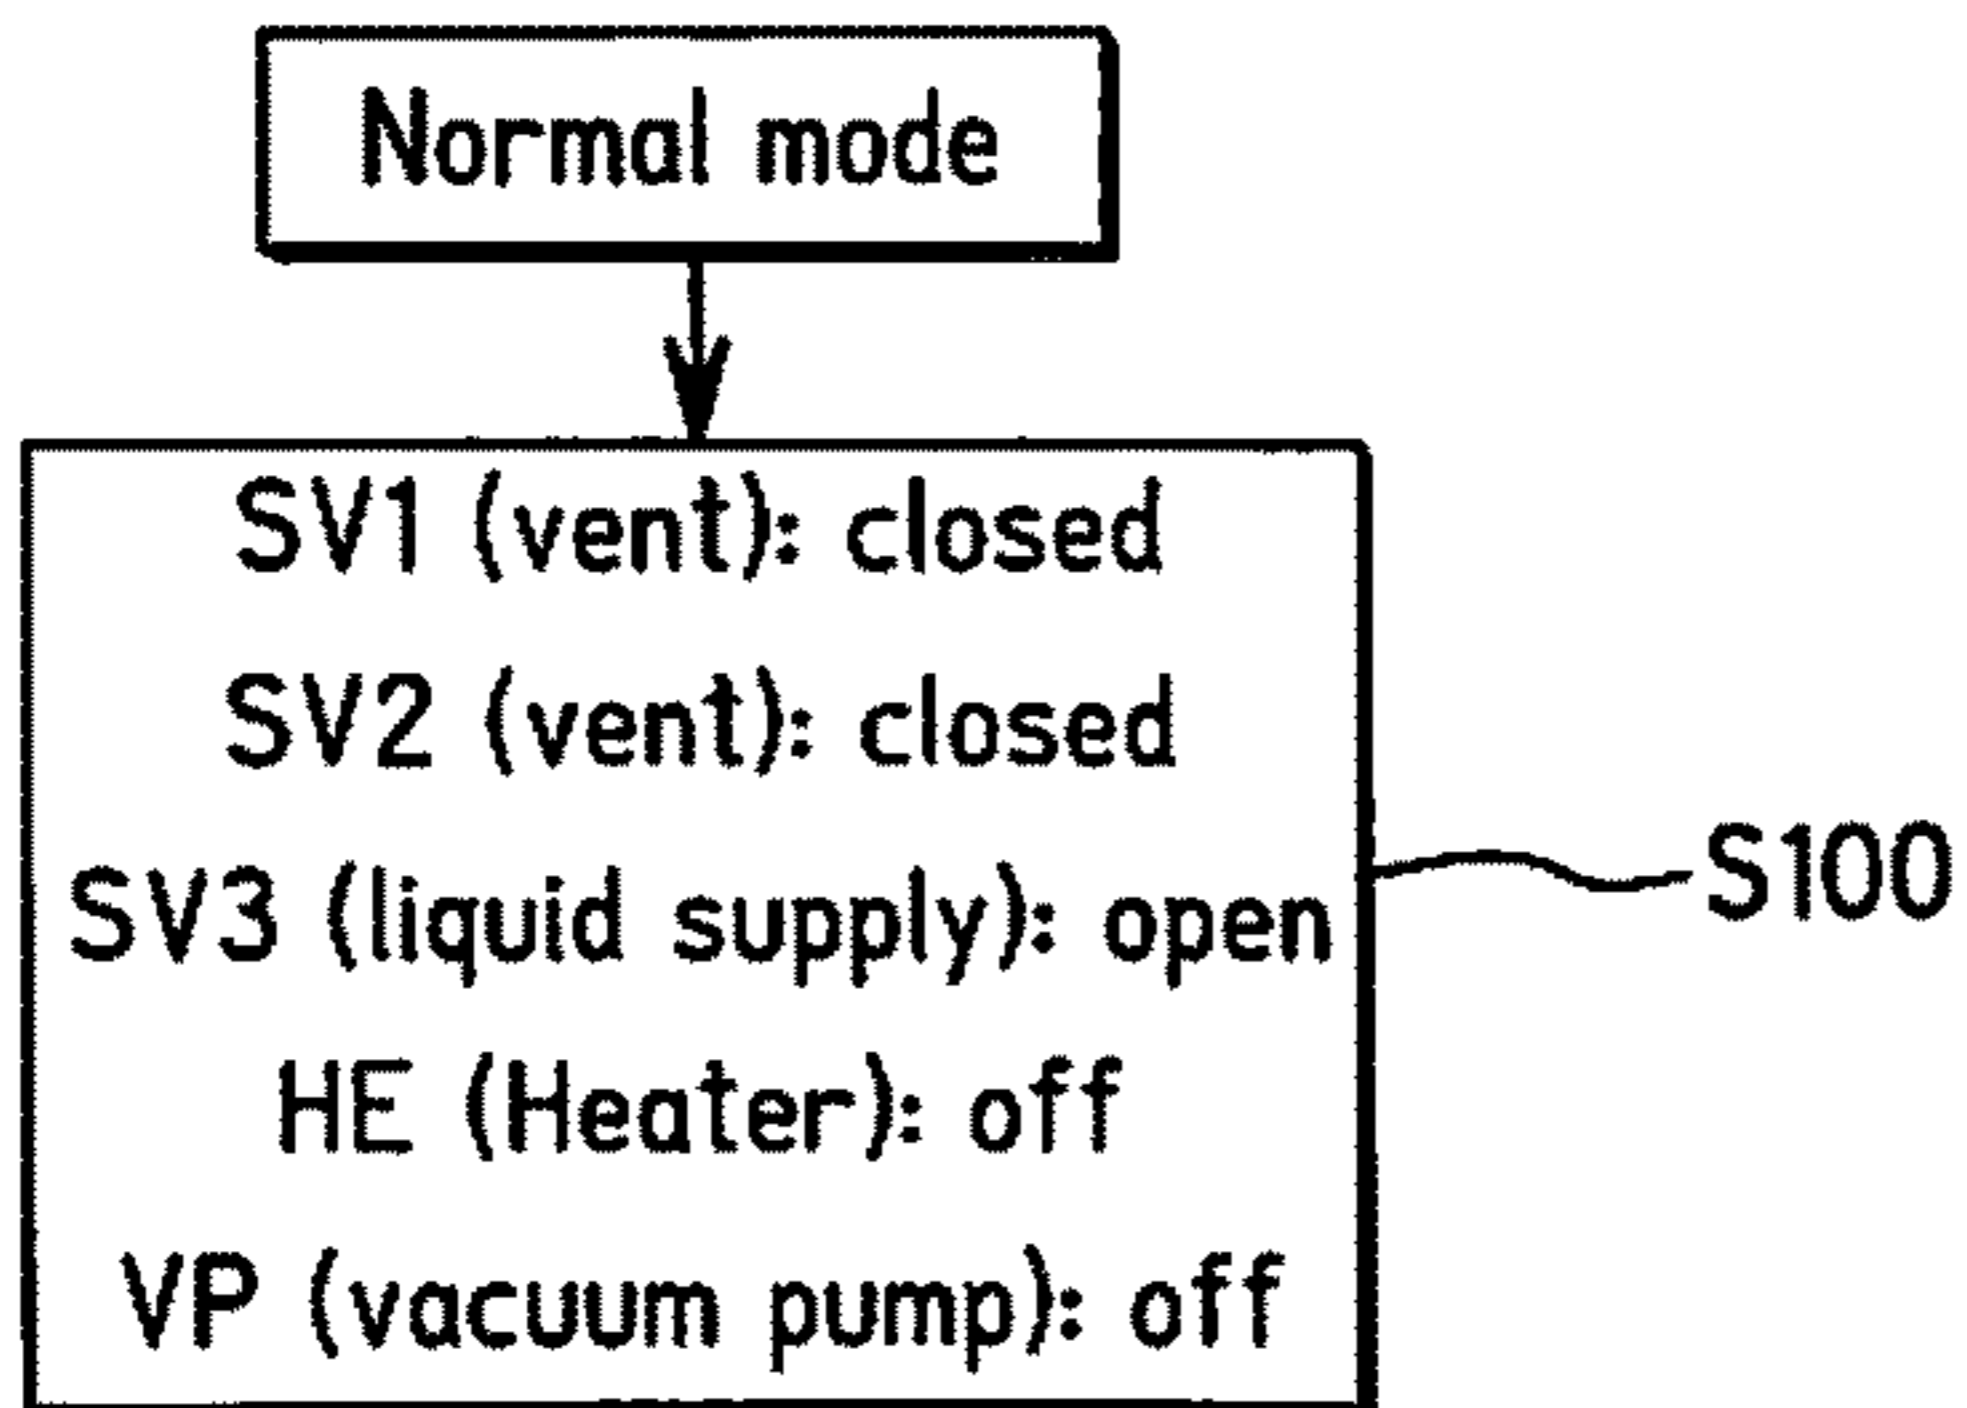 Normal mode
SV1 (vent): closed
SV2 (vent): closed
SV3 (liquid supply): open
S100
HE (Heater): off
VP (vacuum pump): off